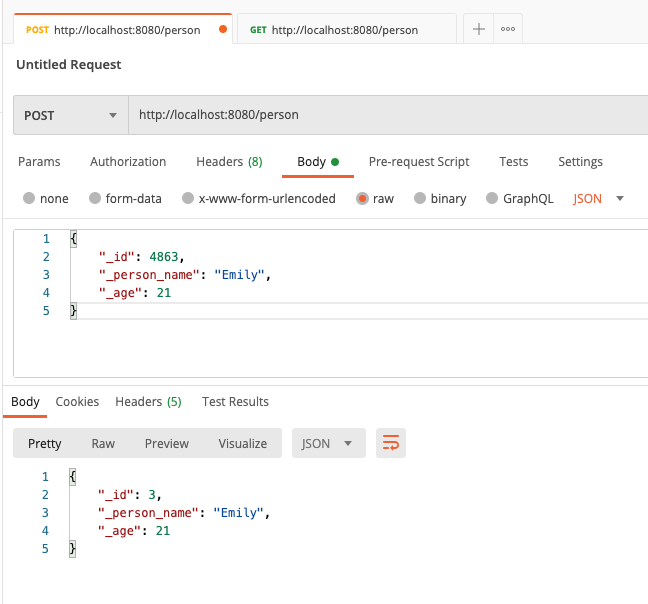 POST http://localhost:8080/person GET http://localhost:8080/person
Untitled Request
POST http://localhost:8080/person
Params Authorization Headers (8) Body Pre-request Script Tests Settings
none form-data x-www-form-urlencoded raw binary GraphQL JSON
1 {
2 "_id": 4863,
3 "_person_name": "Emily",
4 "_age": 21
5 }
Body Cookies Headers (5) Test Results
Pretty Raw Preview Visualize JSON
1 {
2 "_id": 3,
3 "_person_name": "Emily",
4 "_age": 21
5 }